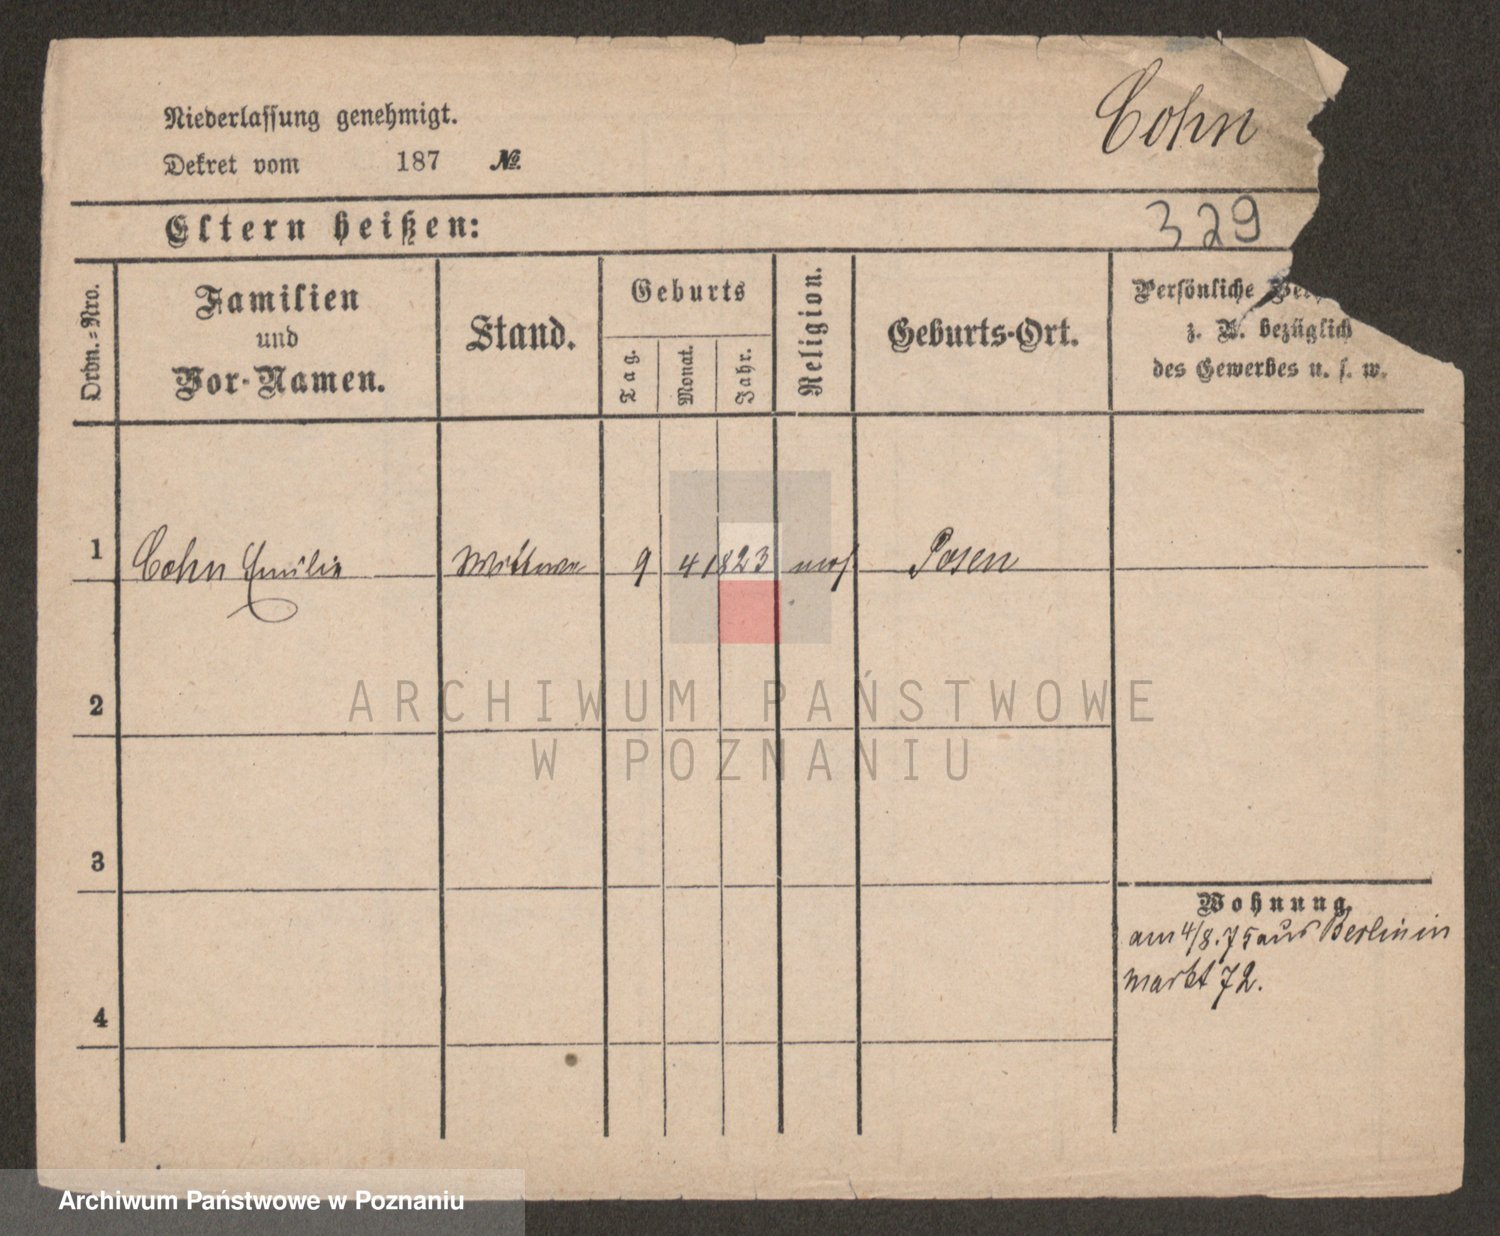 Niederlassung genehmigt.
Cohn
Dekret vom 187 №
Eltern heißen:
329
Ordn.=Nro.
Familien
und
Vor-Namen.
Stand.
Geburts
Tag.
Monat.
Jahr.
Religion.
Geburts-Ort.
Persönliche
z. B. bezüglich
des Gewerbes u. s. w.
1 Cohn Emilie Wittwe 9 4 1823 mos Posen
2
3
4
Wohnung.
am 4/8. 75 aus Berlin in
Markt 72.
ARCHIWUM PAŃSTWOWE
W POZNANIU
Archiwum Państwowe w Poznaniu